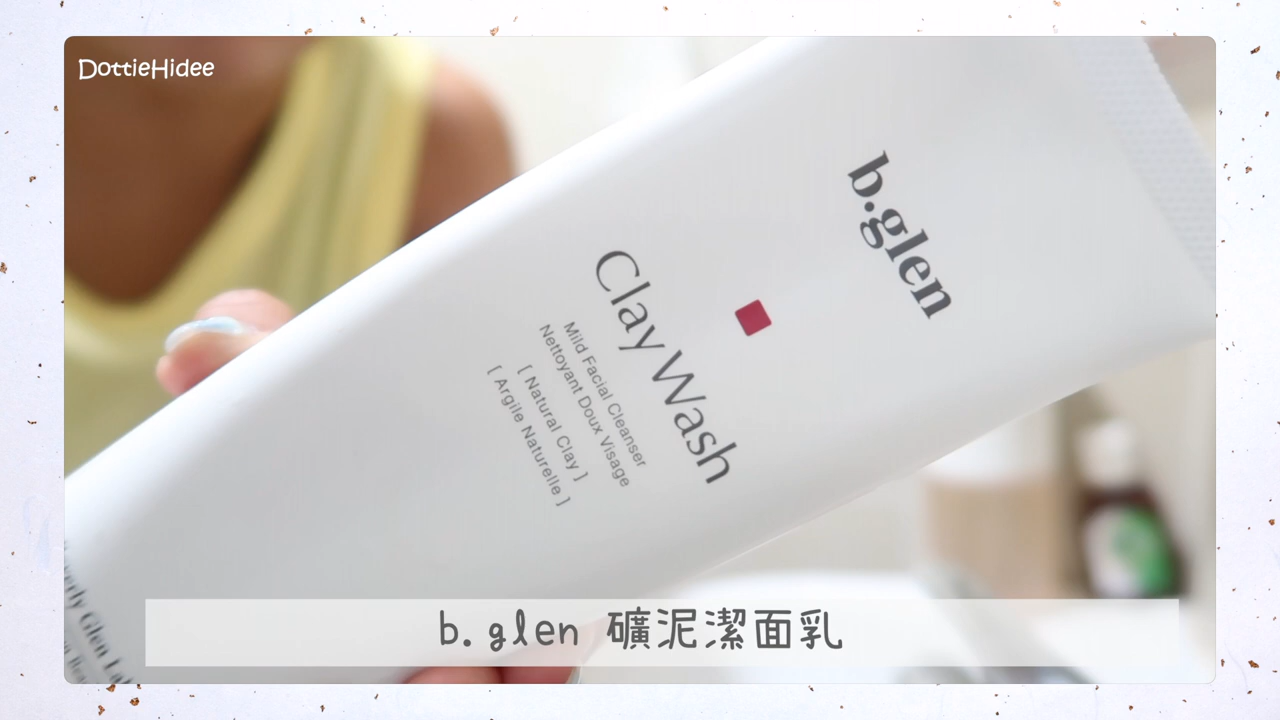 DottieHidee
b.glen
Clay Wash
Mild Facial Cleanser
Nettoyant Doux Visage
[ Natural Clay ]
[ Argile Naturelle ]
b.glen 礦泥潔面乳